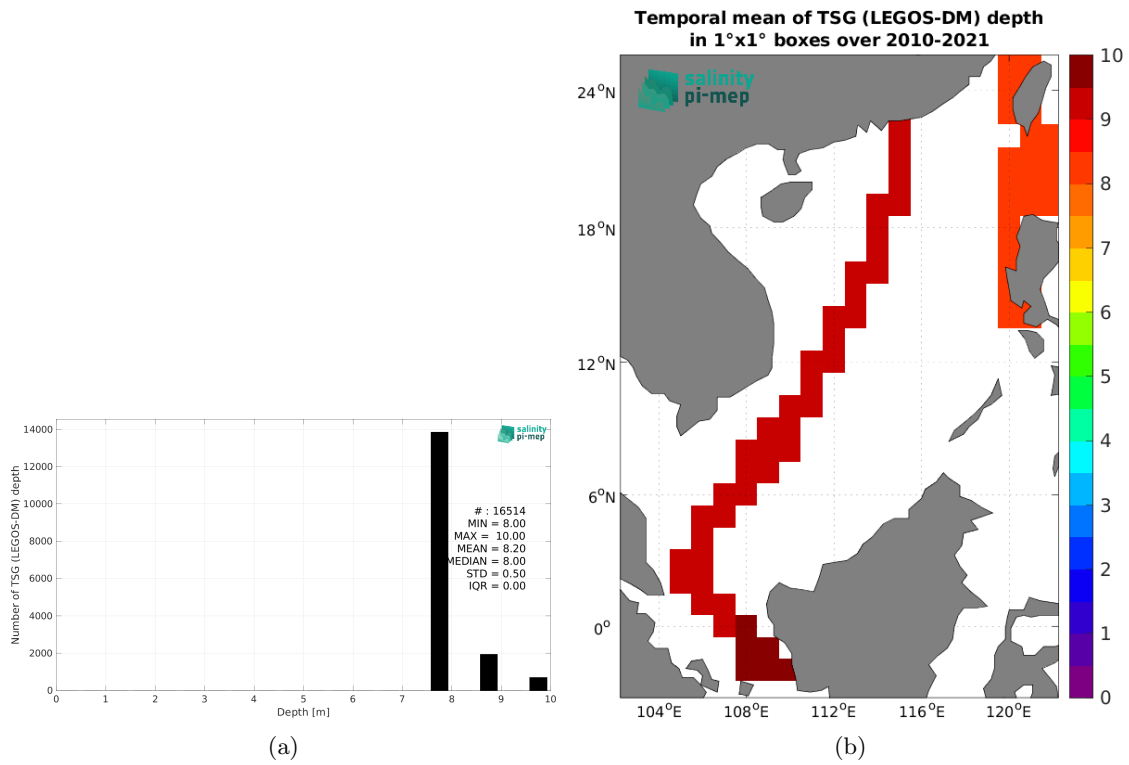 Temporal mean of TSG (LEGOS-DM) depth
in 1°x1° boxes over 2010-2021
salinity
pi-mep
24°N
18°N
12°N
6°N
0°
104°E
108°E
112°E
116°E
120°E
10
9
8
7
6
5
4
3
2
1
0
Number of TSG (LEGOS-DM) depth
14000
12000
10000
8000
6000
4000
2000
0
salinity
pi-mep
# : 16514
MIN = 8.00
MAX = 10.00
MEAN = 8.20
MEDIAN = 8.00
STD = 0.50
IQR = 0.00
0
1
2
3
4
5
6
7
8
9
10
Depth [m]
(a)
(b)